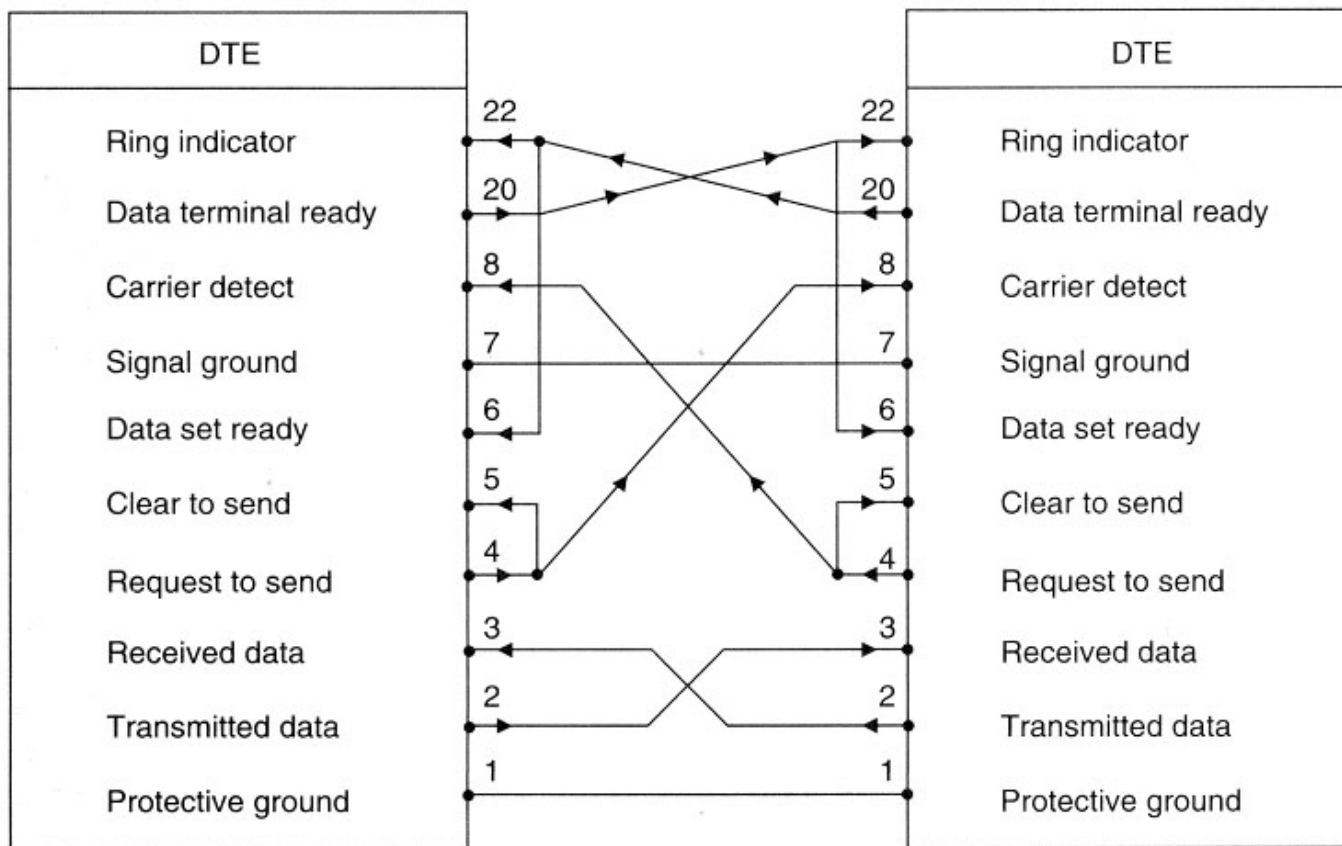 DTE DTE
Ring indicator 22 22 Ring indicator
Data terminal ready 20 20 Data terminal ready
Carrier detect 8 8 Carrier detect
Signal ground 7 7 Signal ground
Data set ready 6 6 Data set ready
Clear to send 5 5 Clear to send
Request to send 4 4 Request to send
Received data 3 3 Received data
Transmitted data 2 2 Transmitted data
Protective ground 1 1 Protective ground